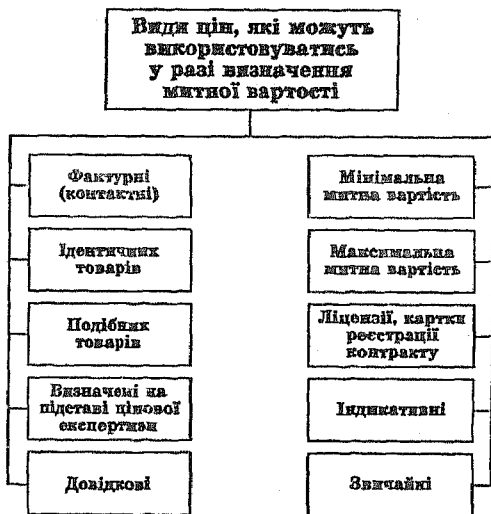 Види цін, які можуть
використовуватись
у разі визначення
митної вартості
Фактурні
(контактні)
Ідентичних
товарів
Подібних
товарів
Визначені на
підставі цінової
експертизи
Довідкові
Мінімальна
митна вартість
Максимальна
митна вартість
Ліцензії, картки
реєстрації
контракту
Індикативні
Звичайні